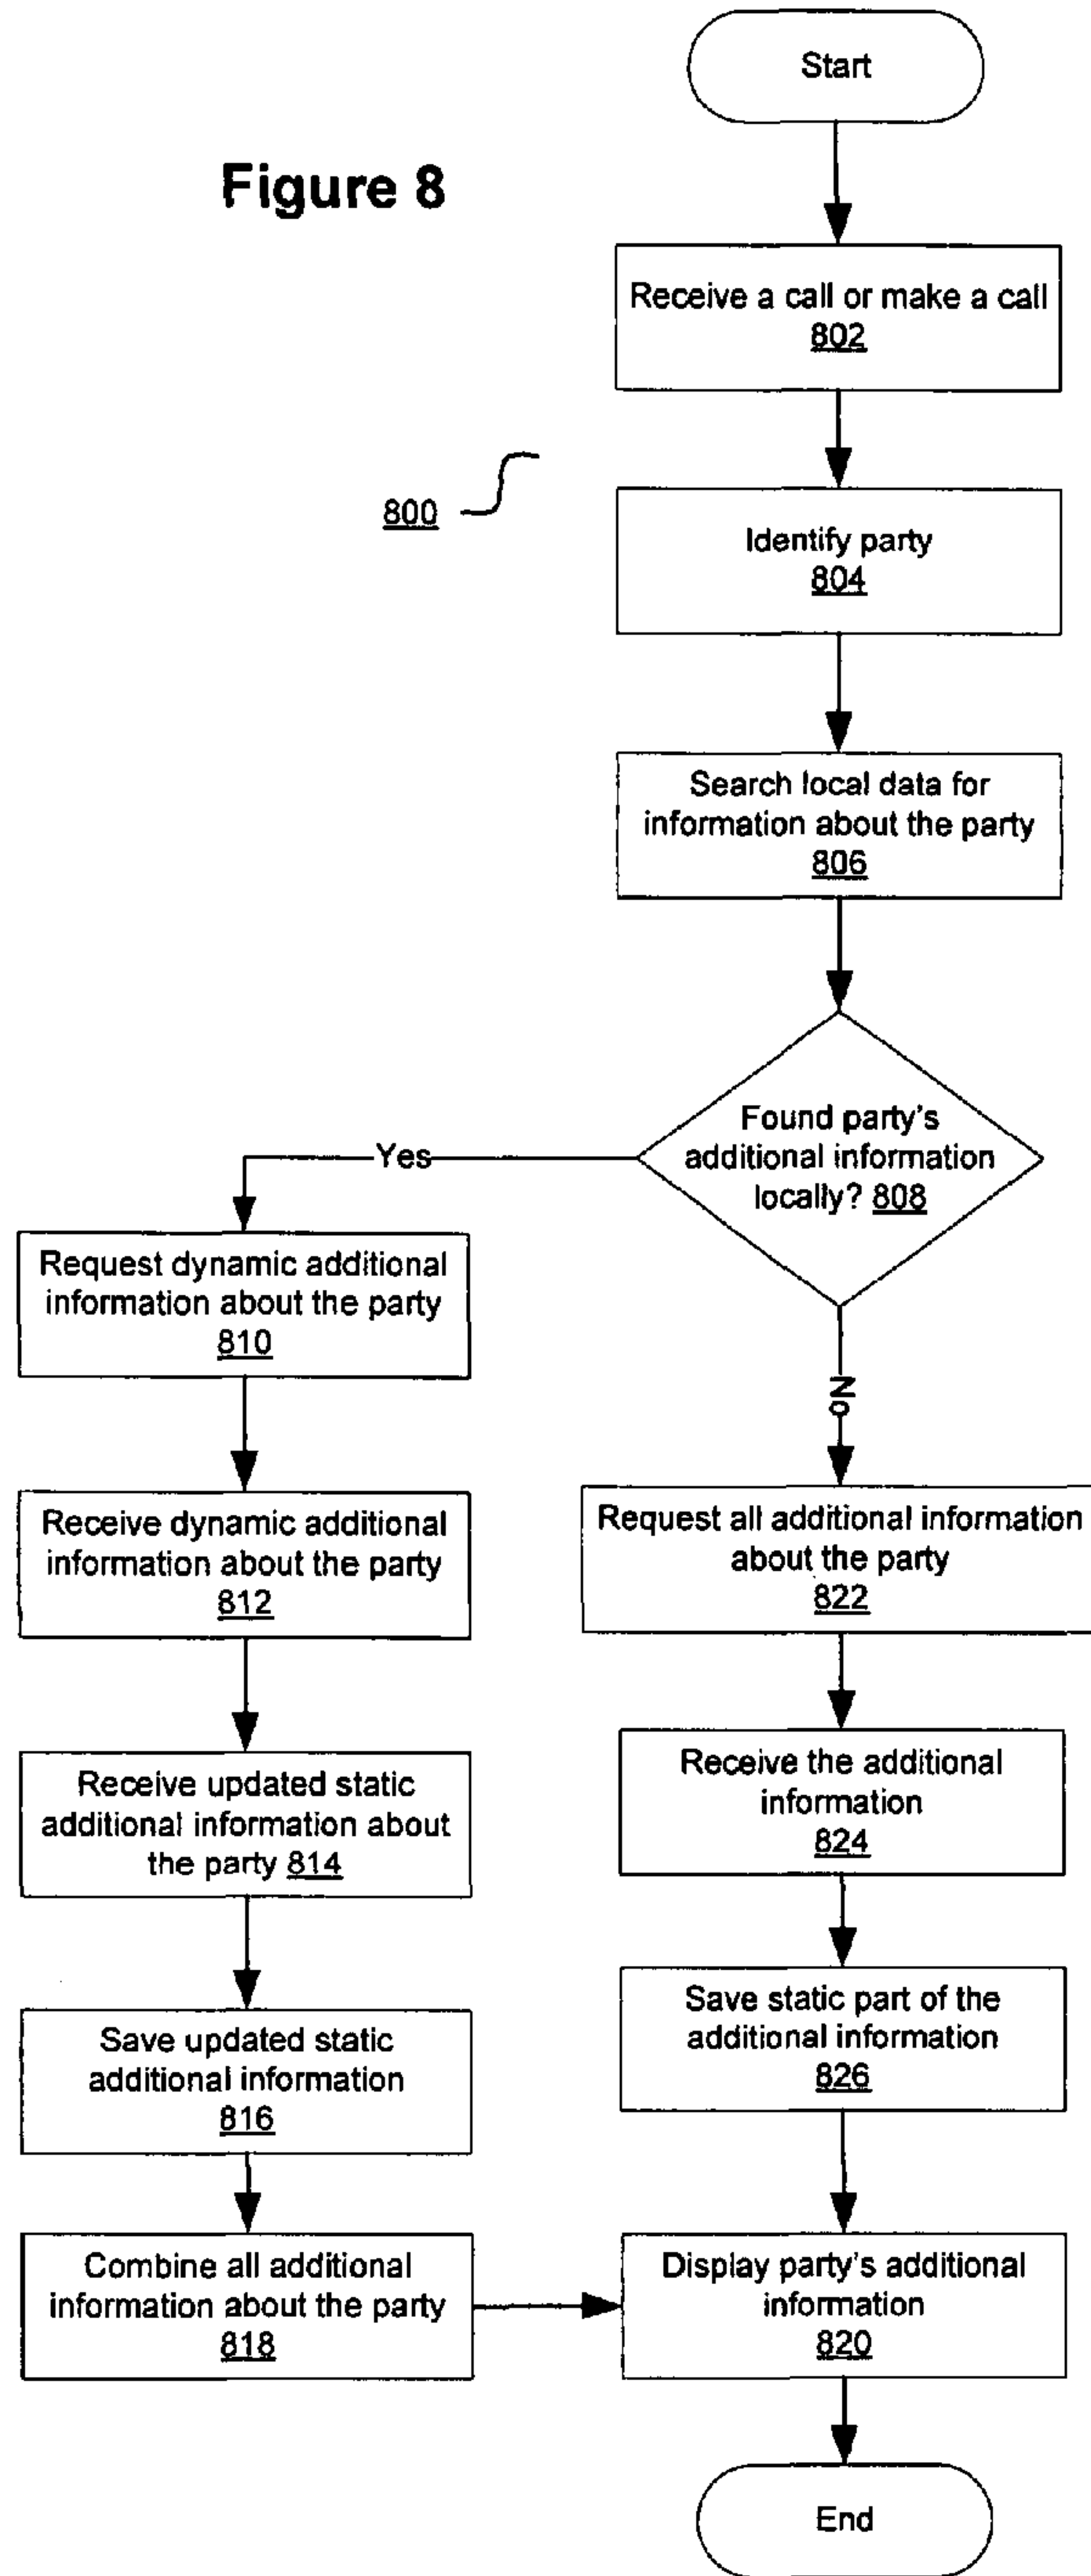 Start
Figure 8
Receive a call or make a call
802
800
Identify party
804
Search local data for
information about the party
806
Found party's
additional information
locally? 808
Yes
No
Request dynamic additional
information about the party
810
Receive dynamic additional
information about the party
812
Receive updated static
additional information about
the party 814
Save updated static
additional information
816
Combine all additional
information about the party
818
Request all additional information
about the party
822
Receive the additional
information
824
Save static part of the
additional information
826
Display party's additional
information
820
End